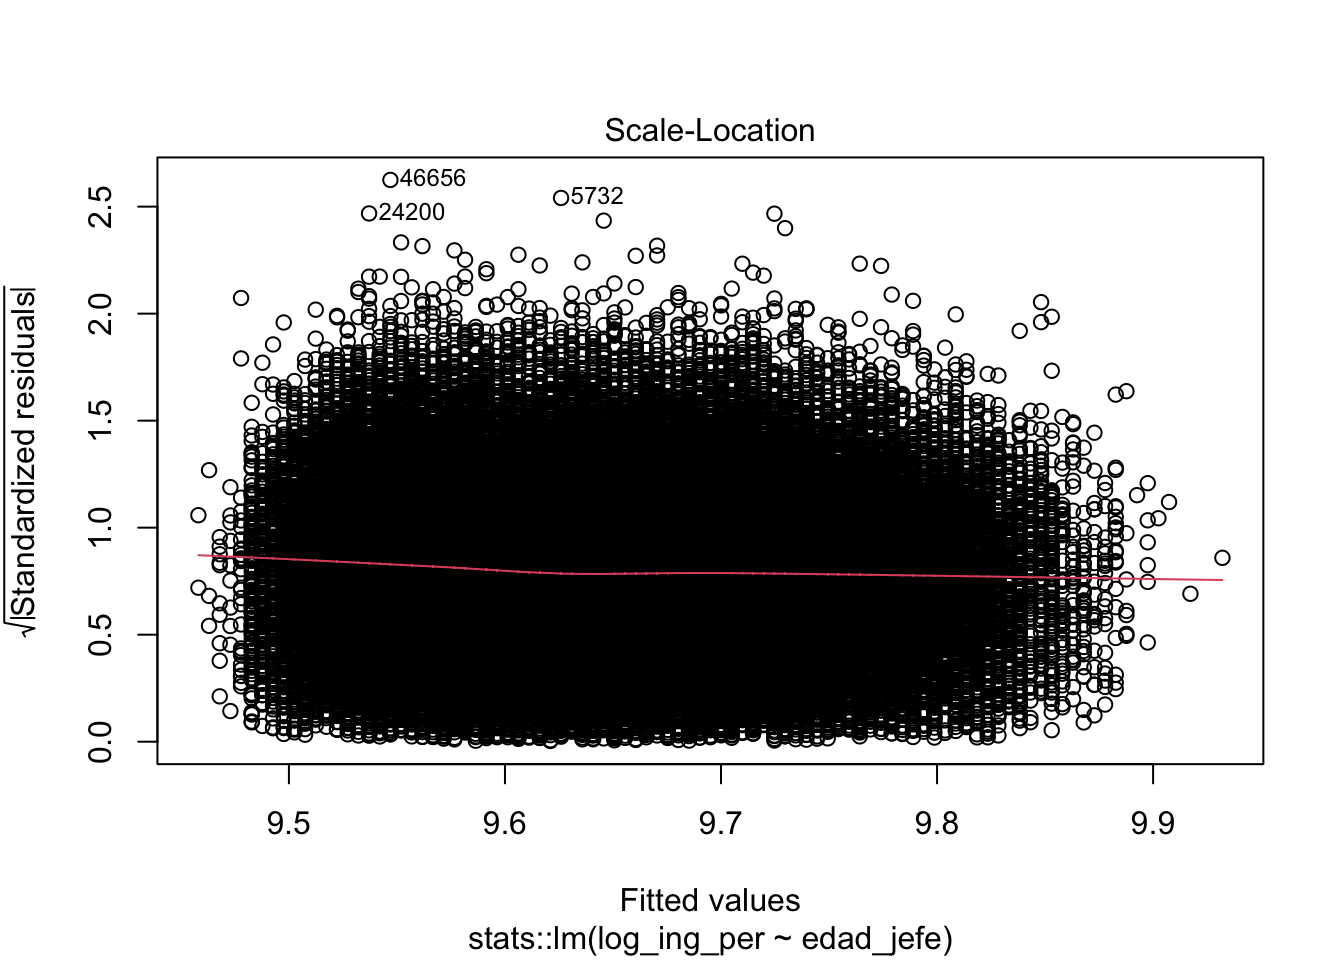 Scale-Location
46656
5732
24200
√|Standardized residuals|
2.5
2.0
1.5
1.0
0.5
0.0
9.5 9.6 9.7 9.8 9.9
Fitted values
stats::lm(log_ing_per ~ edad_jefe)